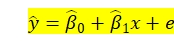 ŷ = β̂₀ + β̂₁x + e